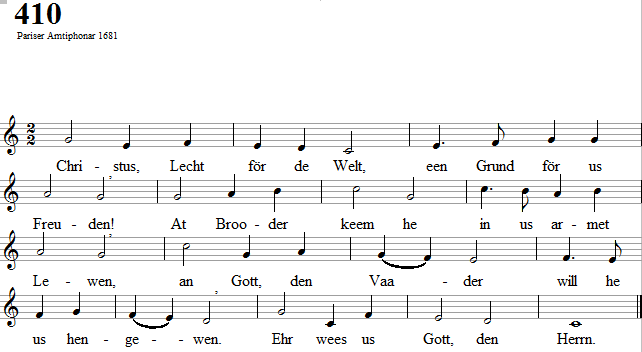 410
Pariser Amtiphonar 1681
Chri - stus, Lecht för de Welt, een Grund för us
Freu - den! At Broo - der keem he in us ar - met
Le - wen, an Gott, den Vaa - der will he
us hen - ge - wen. Ehr wees us Gott, den Herrn.